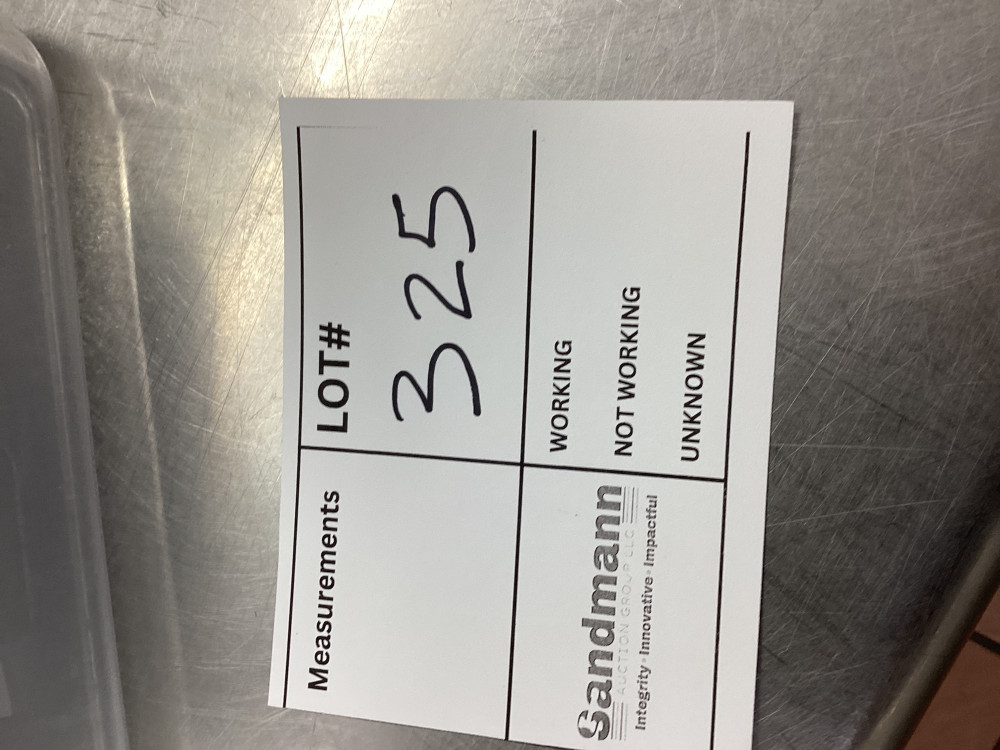 Measurements
LOT#
325
WORKING
NOT WORKING
UNKNOWN
Sandmann
AUCTION GROUP LLC
Integrity · Innovative · Impactful